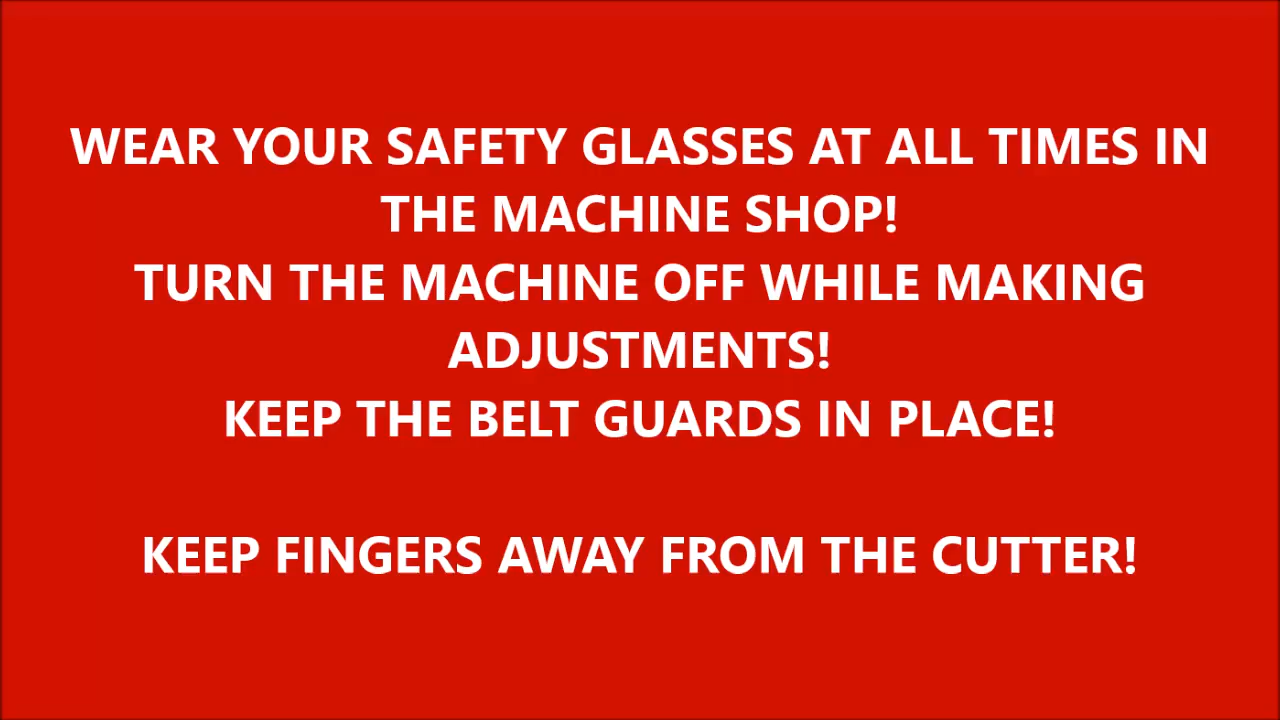 WEAR YOUR SAFETY GLASSES AT ALL TIMES IN
THE MACHINE SHOP!
TURN THE MACHINE OFF WHILE MAKING
ADJUSTMENTS!
KEEP THE BELT GUARDS IN PLACE!
KEEP FINGERS AWAY FROM THE CUTTER!